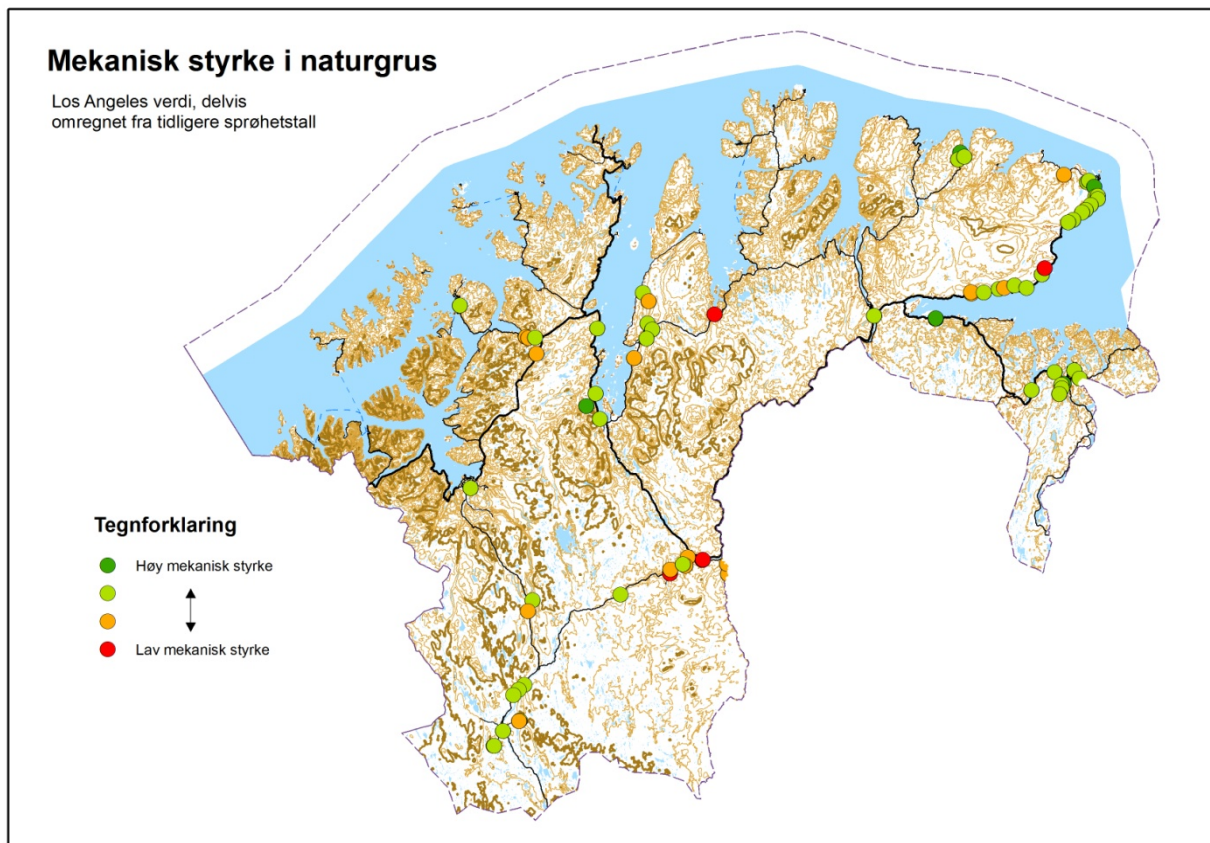 Mekanisk styrke i naturgrus
Los Angeles verdi, delvis
omregnet fra tidligere sprøhetstall
Tegnforklaring
Høy mekanisk styrke
Lav mekanisk styrke